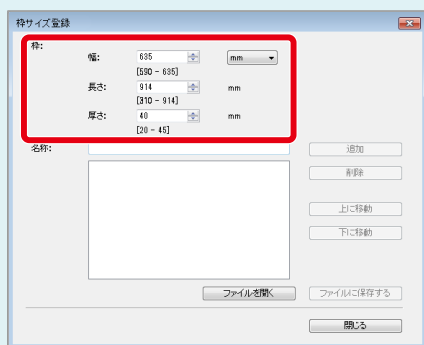 枠サイズ登録
枠:
幅: 635 mm
[590 - 635]
長さ: 914 mm
[310 - 914]
厚さ: 40 mm
[20 - 45]
名称: 追加
削除
上に移動
下に移動
ファイルを開く ファイルに保存する
閉じる